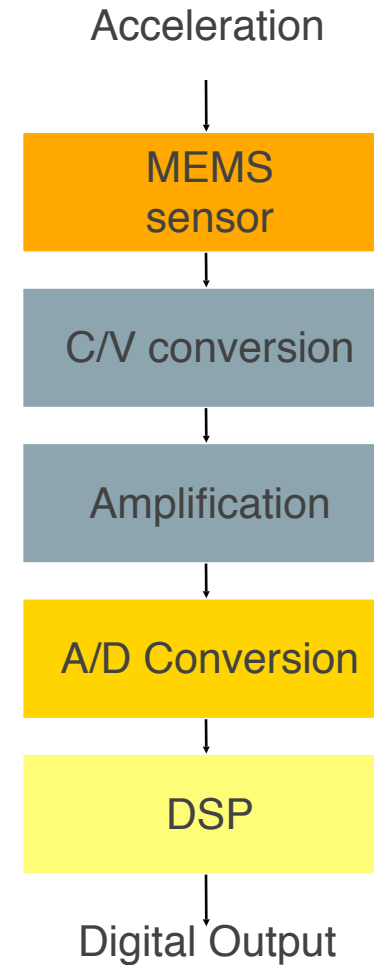 Acceleration
MEMS
sensor
C/V conversion
Amplification
A/D Conversion
DSP
Digital Output